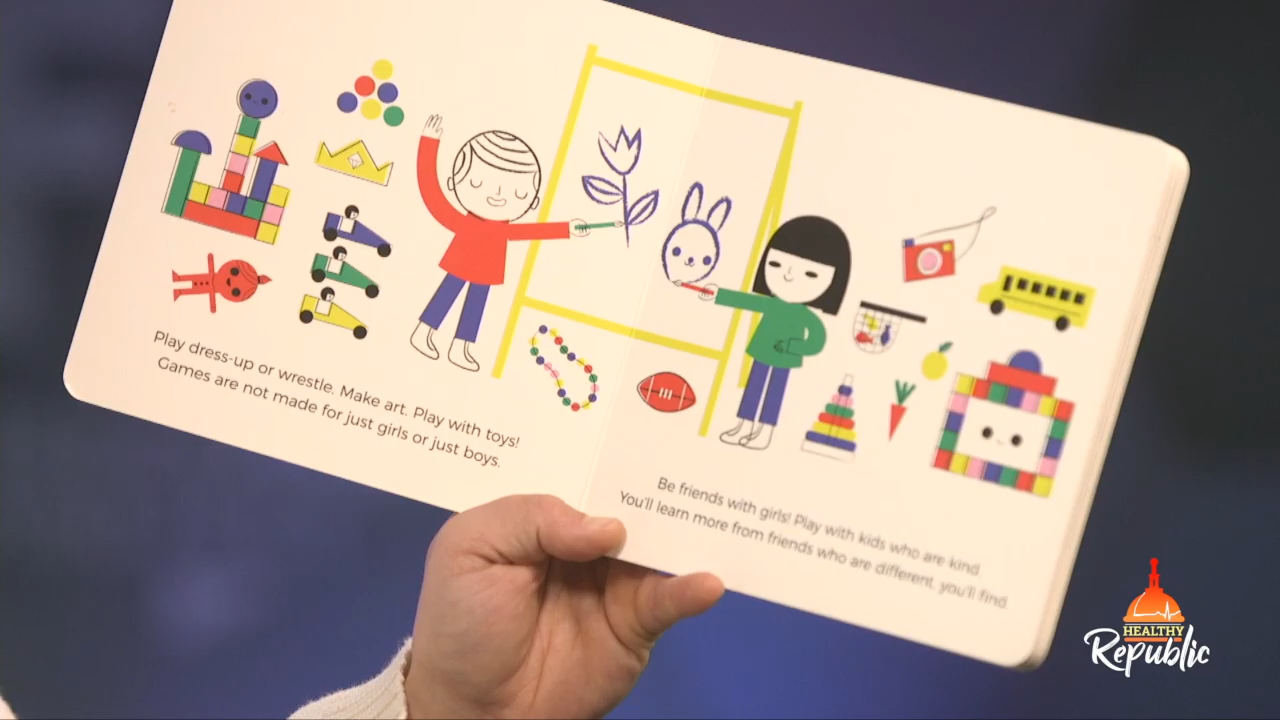 Play dress-up or wrestle. Make art. Play with toys!
Games are not made for just girls or just boys.
Be friends with girls! Play with kids who are kind.
You'll learn more from friends who are different, you'll find.
HEALTHY
Republic